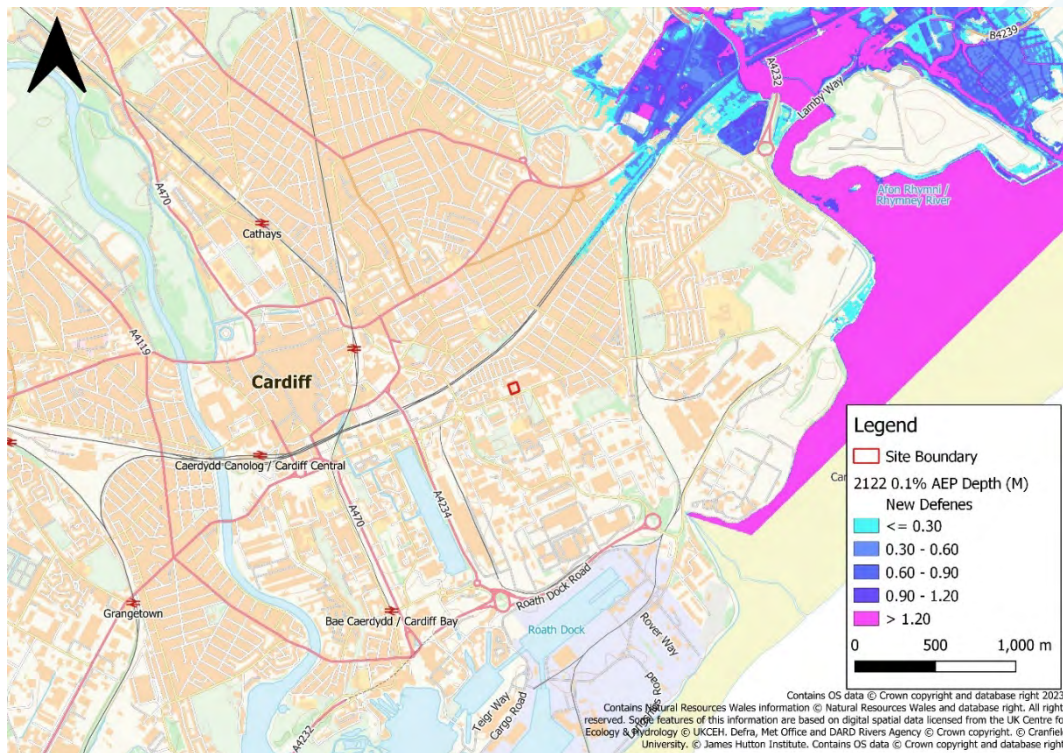 B4239
A4232
Lamby Way
A470
Afon Rhymni /
Rhymney River
Cathays
A4119
Cardiff
Caerdydd Canolog / Cardiff Central
A4234
A470
Grangetown
Bae Caerdydd / Cardiff Bay
Roath Dock Road
Roath Dock
Rover Way
Teigr Way
Cargo Road
Road
A4232
Car
Legend
Site Boundary
2122 0.1% AEP Depth (M)
New Defenes
<= 0.30
0.30 - 0.60
0.60 - 0.90
0.90 - 1.20
> 1.20
0 500 1,000 m
Contains OS data © Crown copyright and database right 2023
Contains Natural Resources Wales information © Natural Resources Wales and database right. All right
reserved. Some features of this information are based on digital spatial data licensed from the UK Centre fo
Ecology & Hydrology © UKCEH. Defra, Met Office and DARD Rivers Agency © Crown copyright. © Cranfie
University. © James Hutton Institute. Contains OS data © Crown copyright and database rig